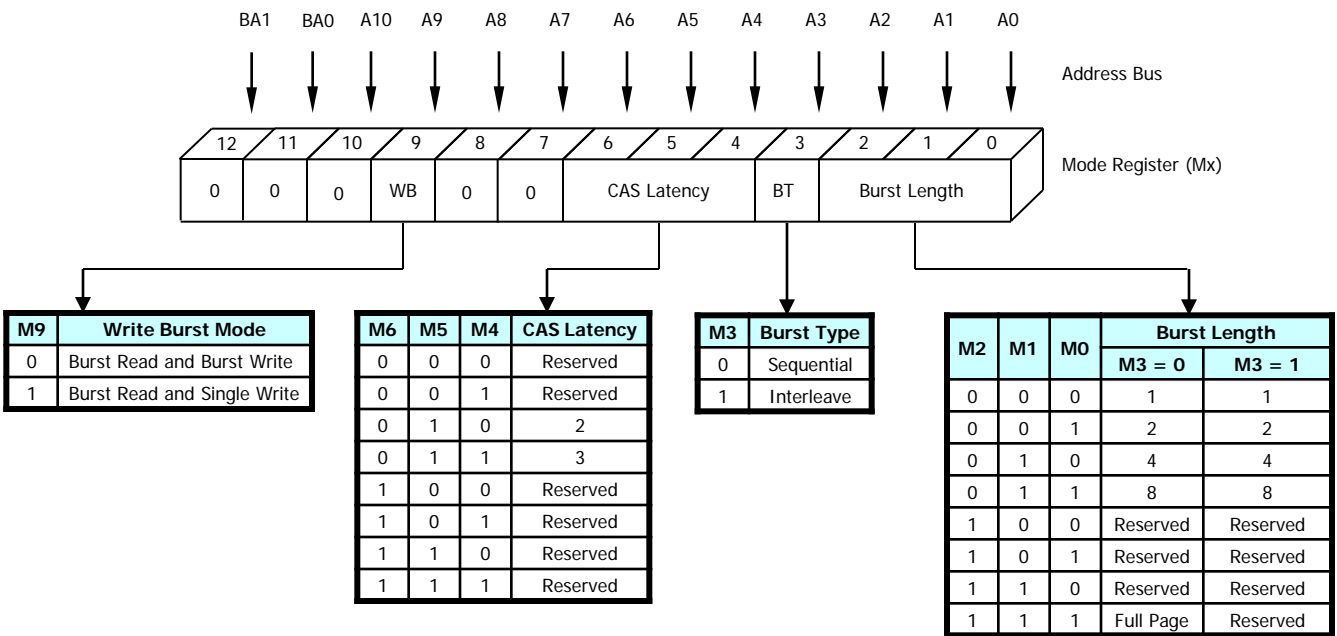 BA1 BA0 A10 A9 A8 A7 A6 A5 A4 A3 A2 A1 A0
Address Bus
12 11 10 9 8 7 6 5 4 3 2 1 0
Mode Register (Mx)
0 0 0 WB 0 0 CAS Latency BT Burst Length
M9 Write Burst Mode
0 Burst Read and Burst Write
1 Burst Read and Single Write
M6 M5 M4 CAS Latency
0 0 0 Reserved
0 0 1 Reserved
0 1 0 2
0 1 1 3
1 0 0 Reserved
1 0 1 Reserved
1 1 0 Reserved
1 1 1 Reserved
M3 Burst Type
0 Sequential
1 Interleave
M2 M1 M0 Burst Length
M3 = 0 M3 = 1
0 0 0 1 1
0 0 1 2 2
0 1 0 4 4
0 1 1 8 8
1 0 0 Reserved Reserved
1 0 1 Reserved Reserved
1 1 0 Reserved Reserved
1 1 1 Full Page Reserved